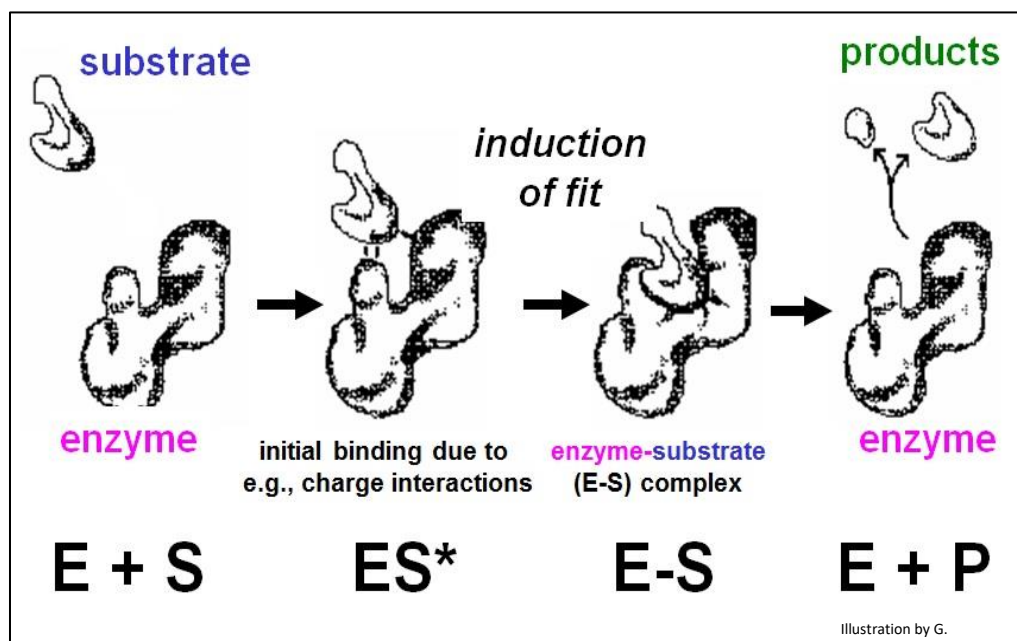 substrate
products
induction
of fit
enzyme
initial binding due to
e.g., charge interactions
enzyme-substrate
(E-S) complex
enzyme
E + S
ES*
E-S
E + P
Illustration by G.